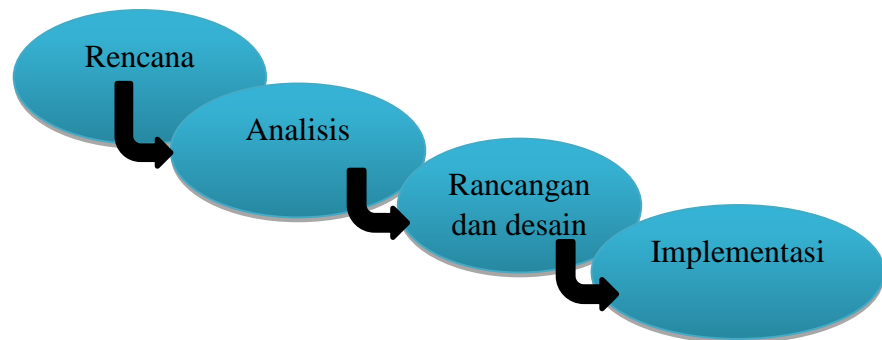 Rencana
Analisis
Rancangan
dan desain
Implementasi